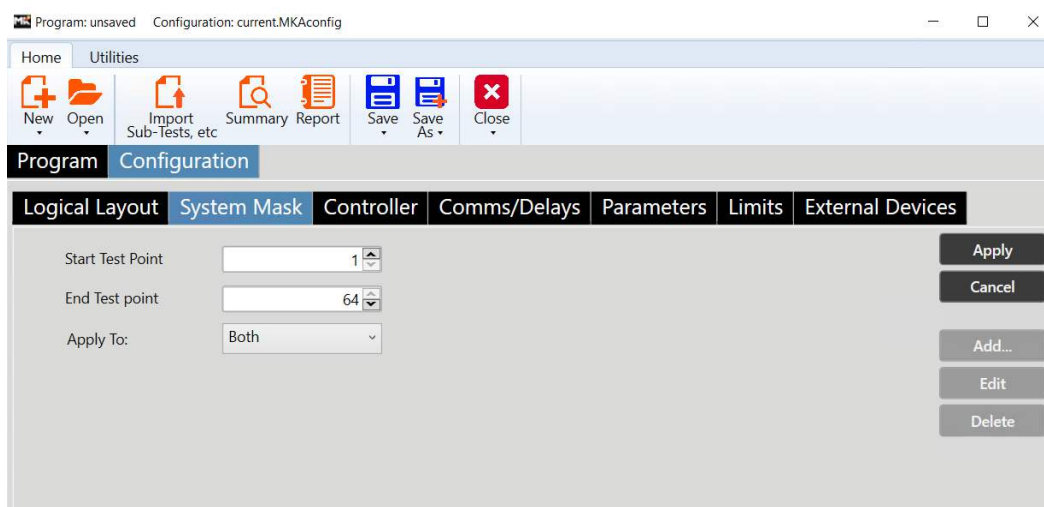 MK Program: unsaved Configuration: current.MKAconfig
Home Utilities
New Open Import Sub-Tests, etc Summary Report Save Save As Close
Program Configuration
Logical Layout System Mask Controller Comms/Delays Parameters Limits External Devices
Start Test Point 1
End Test point 64
Apply To: Both
Apply
Cancel
Add...
Edit
Delete